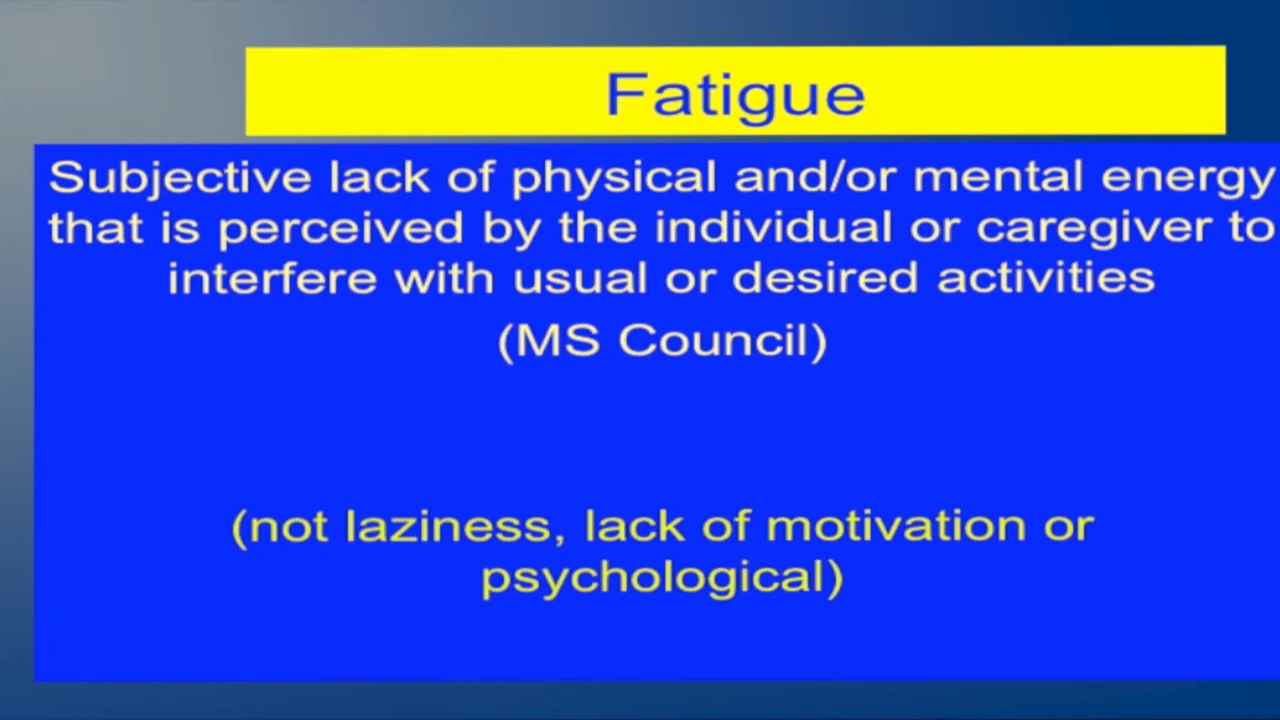 Fatigue
Subjective lack of physical and/or mental energy
that is perceived by the individual or caregiver to
interfere with usual or desired activities
(MS Council)
(not laziness, lack of motivation or
psychological)